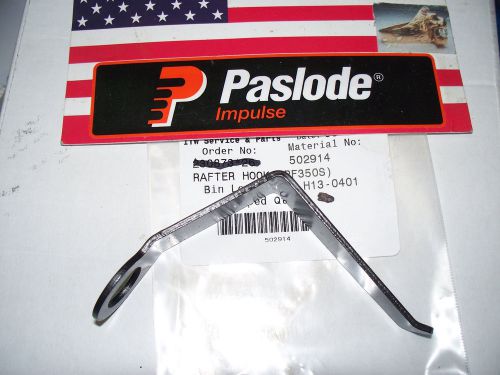 Paslode®
Impulse
ITW Service & Parts
Order No: Material No:
502914
RAFTER HOOK F350S)
Bin H13-0401
502914